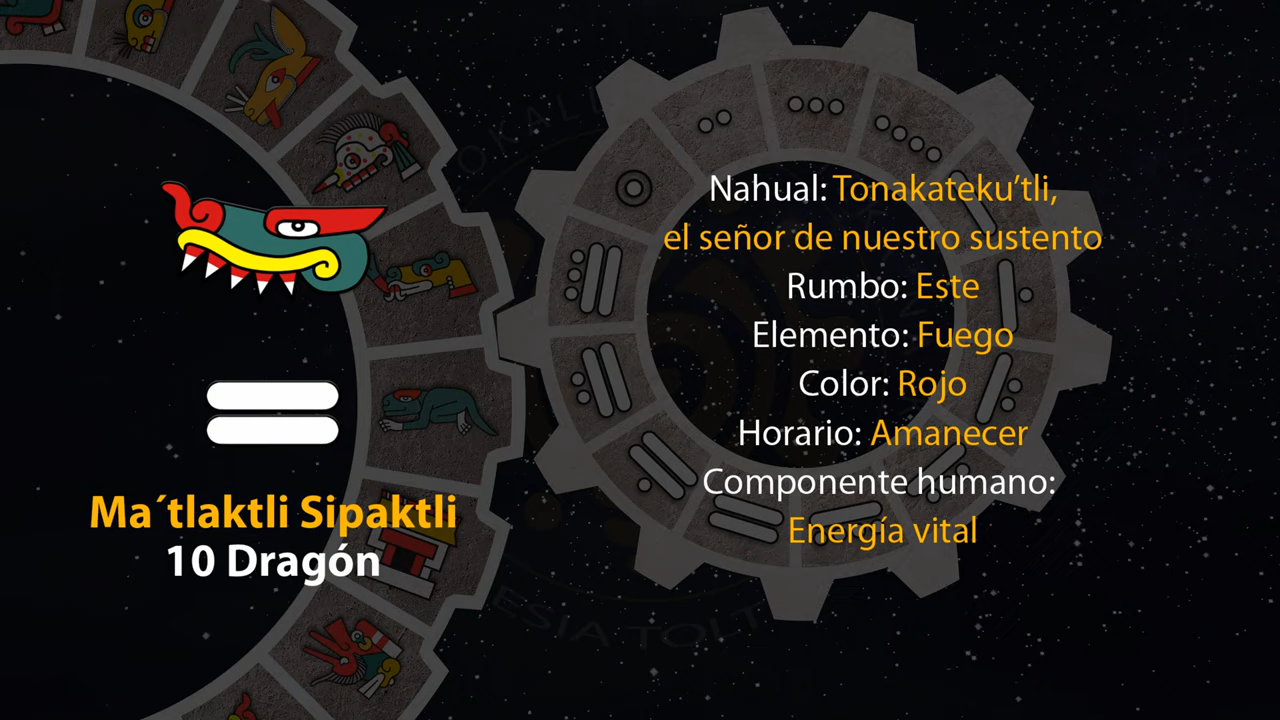 Nahual: Tonakateku’tli,
el señor de nuestro sustento
Rumbo: Este
Elemento: Fuego
Color: Rojo
Horario: Amanecer
Componente humano:
Energía vital
Ma´tlaktli Sipaktli
10 Dragón